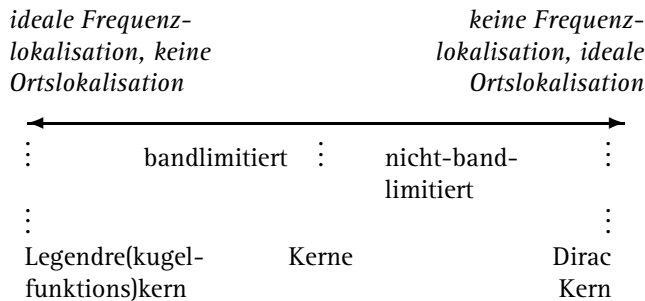 ideale Frequenz-
lokalisation, keine
Ortslokalisation
keine Frequenz-
lokalisation, ideale
Ortslokalisation
bandlimitiert
nicht-band-
limitiert
Legendre(kugel-
funktions)kern
Kerne
Dirac
Kern